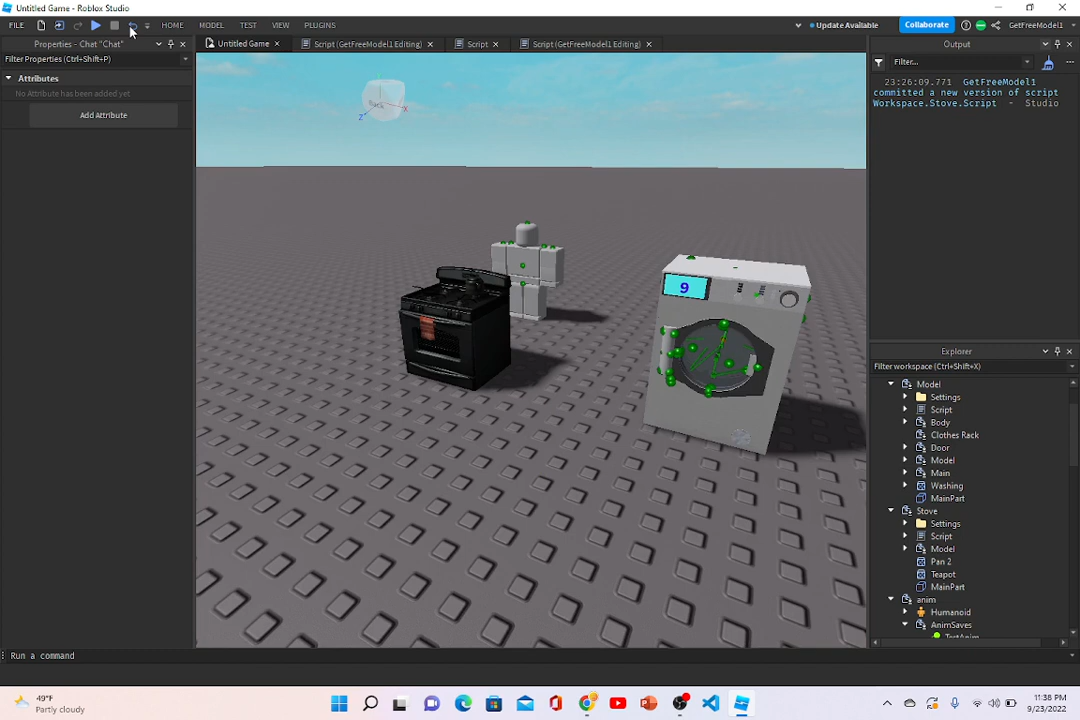 Untitled Game - Roblox Studio
FILE HOME MODEL TEST VIEW PLUGINS Update Available Collaborate GetFreeModel1
Properties - Chat "Chat"
Filter Properties (Ctrl+Shift+P)
Attributes
No Attribute has been added yet
Add Attribute
Untitled Game Script (GetFreeModel1 Editing) Script Script (GetFreeModel1 Editing)
Back
X
Z
9
Output
Filter...
23:26:09.771 GetFreeModel1
committed a new version of script
Workspace.Stove.Script - Studio
Explorer
Filter workspace (Ctrl+Shift+X)
Model
Settings
Script
Body
Clothes Rack
Door
Model
Main
Washing
MainPart
Stove
Settings
Script
Model
Pan 2
Teapot
MainPart
anim
Humanoid
AnimSaves
TestAnim
Run a command
49°F
Partly cloudy
11:38 PM
9/23/2022